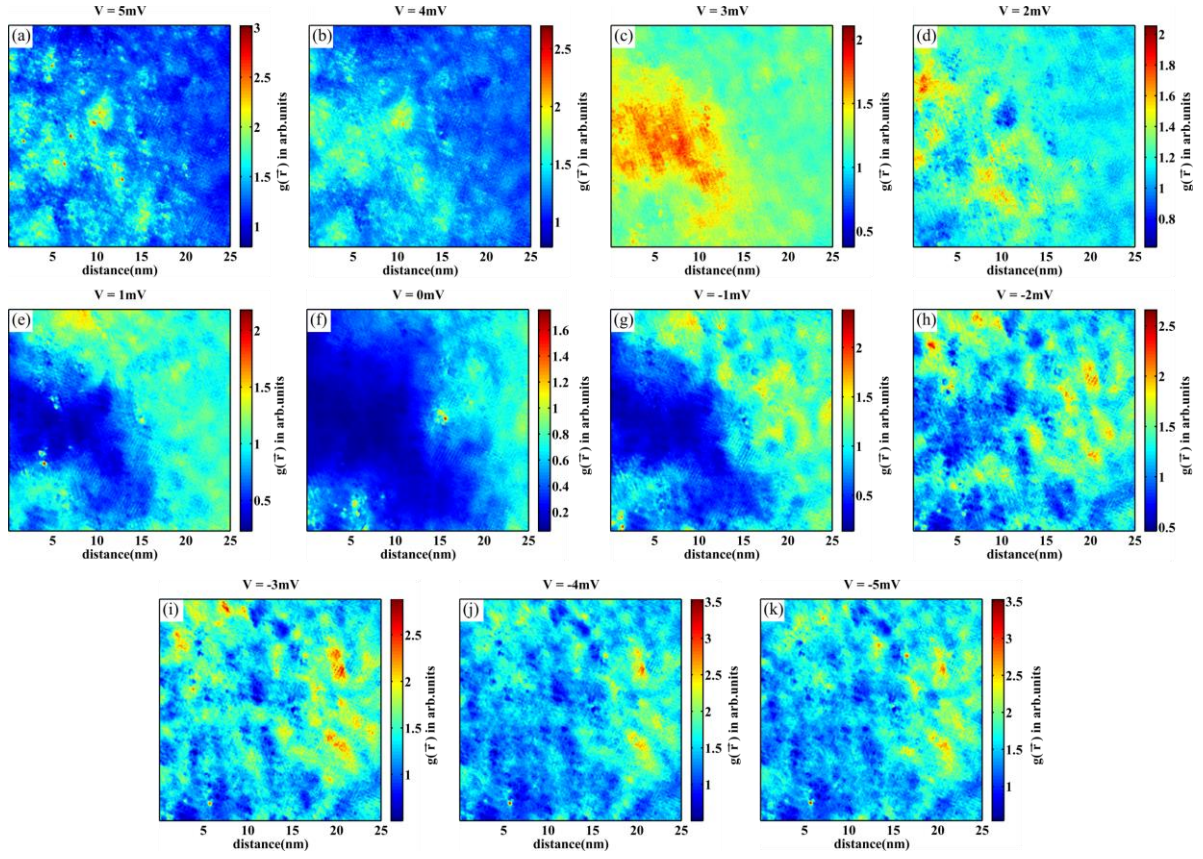 V = 5mV
(a)
3
2.5
2
1.5
1
g(r̅) in arb.units
5 10 15 20 25
distance(nm)
V = 4mV
(b)
2.5
2
1.5
1
g(r̅) in arb.units
5 10 15 20 25
distance(nm)
V = 3mV
(c)
2
1.5
1
0.5
g(r̅) in arb.units
5 10 15 20 25
distance(nm)
V = 2mV
(d)
2
1.8
1.6
1.4
1.2
1
0.8
g(r̅) in arb.units
5 10 15 20 25
distance(nm)
V = 1mV
(e)
2
1.5
1
0.5
g(r̅) in arb.units
5 10 15 20 25
distance(nm)
V = 0mV
(f)
1.6
1.4
1.2
1
0.8
0.6
0.4
0.2
g(r̅) in arb.units
5 10 15 20 25
distance(nm)
V = -1mV
(g)
2
1.5
1
0.5
g(r̅) in arb.units
5 10 15 20 25
distance(nm)
V = -2mV
(h)
2.5
2
1.5
1
0.5
g(r̅) in arb.units
5 10 15 20 25
distance(nm)
V = -3mV
(i)
2.5
2
1.5
1
g(r̅) in arb.units
5 10 15 20 25
distance(nm)
V = -4mV
(j)
3.5
3
2.5
2
1.5
1
g(r̅) in arb.units
5 10 15 20 25
distance(nm)
V = -5mV
(k)
3.5
3
2.5
2
1.5
1
g(r̅) in arb.units
5 10 15 20 25
distance(nm)